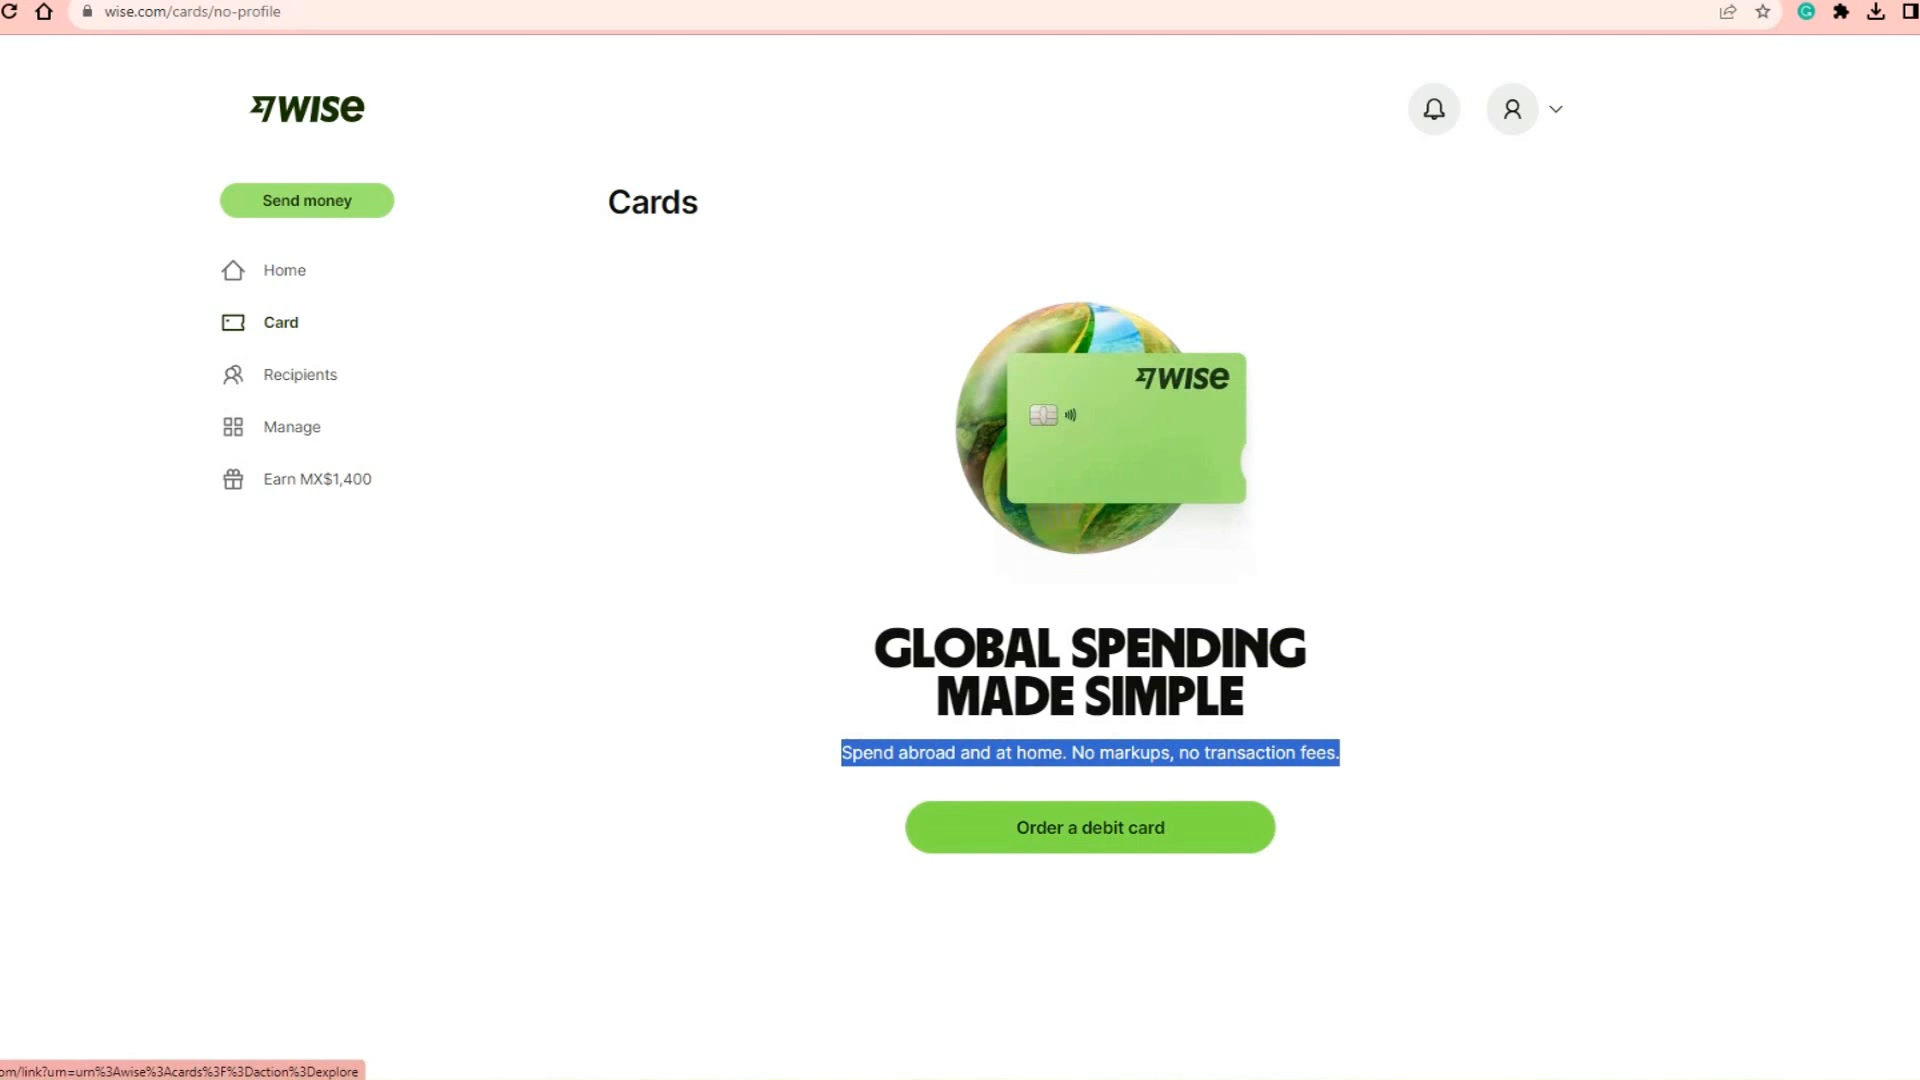 wise.com/cards/no-profile
WISE
Send money
Cards
Home
Card
Recipients
Manage
Earn MX$1,400
WISE
GLOBAL SPENDING
MADE SIMPLE
Spend abroad and at home. No markups, no transaction fees.
Order a debit card
om/link?urn=urn%3Awise%3Acards%3F%3Daction%3Dexplore